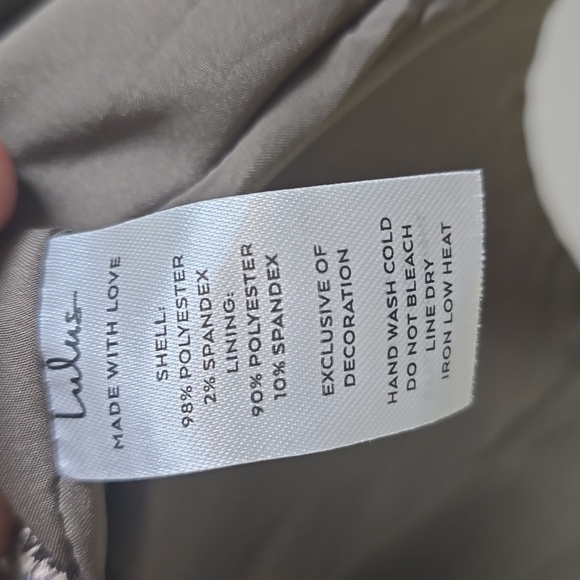 Lulus
MADE WITH LOVE
SHELL:
98% POLYESTER
2% SPANDEX
LINING:
90% POLYESTER
10% SPANDEX
EXCLUSIVE OF
DECORATION
HAND WASH COLD
DO NOT BLEACH
LINE DRY
IRON LOW HEAT